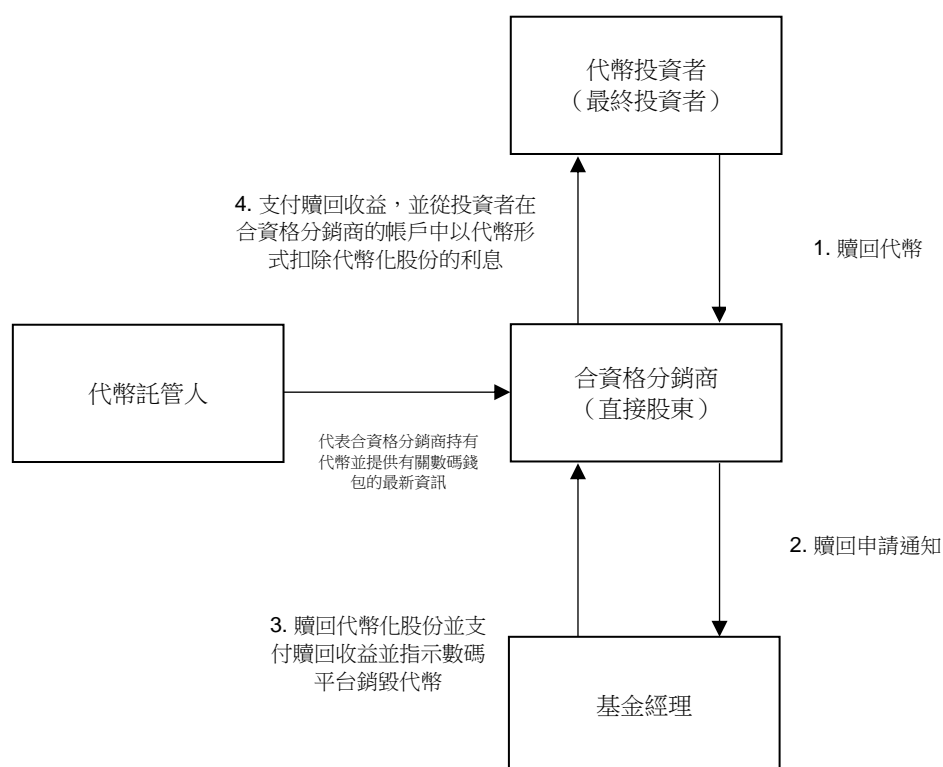 代幣投資者
（最終投資者）
4. 支付贖回收益，並從投資者在
合資格分銷商的帳戶中以代幣形
式扣除代幣化股份的利息
1. 贖回代幣
代幣託管人
合資格分銷商
（直接股東）
代表合資格分銷商持有
代幣並提供有關數碼錢
包的最新資訊
2. 贖回申請通知
3. 贖回代幣化股份並支
付贖回收益並指示數碼
平台銷毀代幣
基金經理